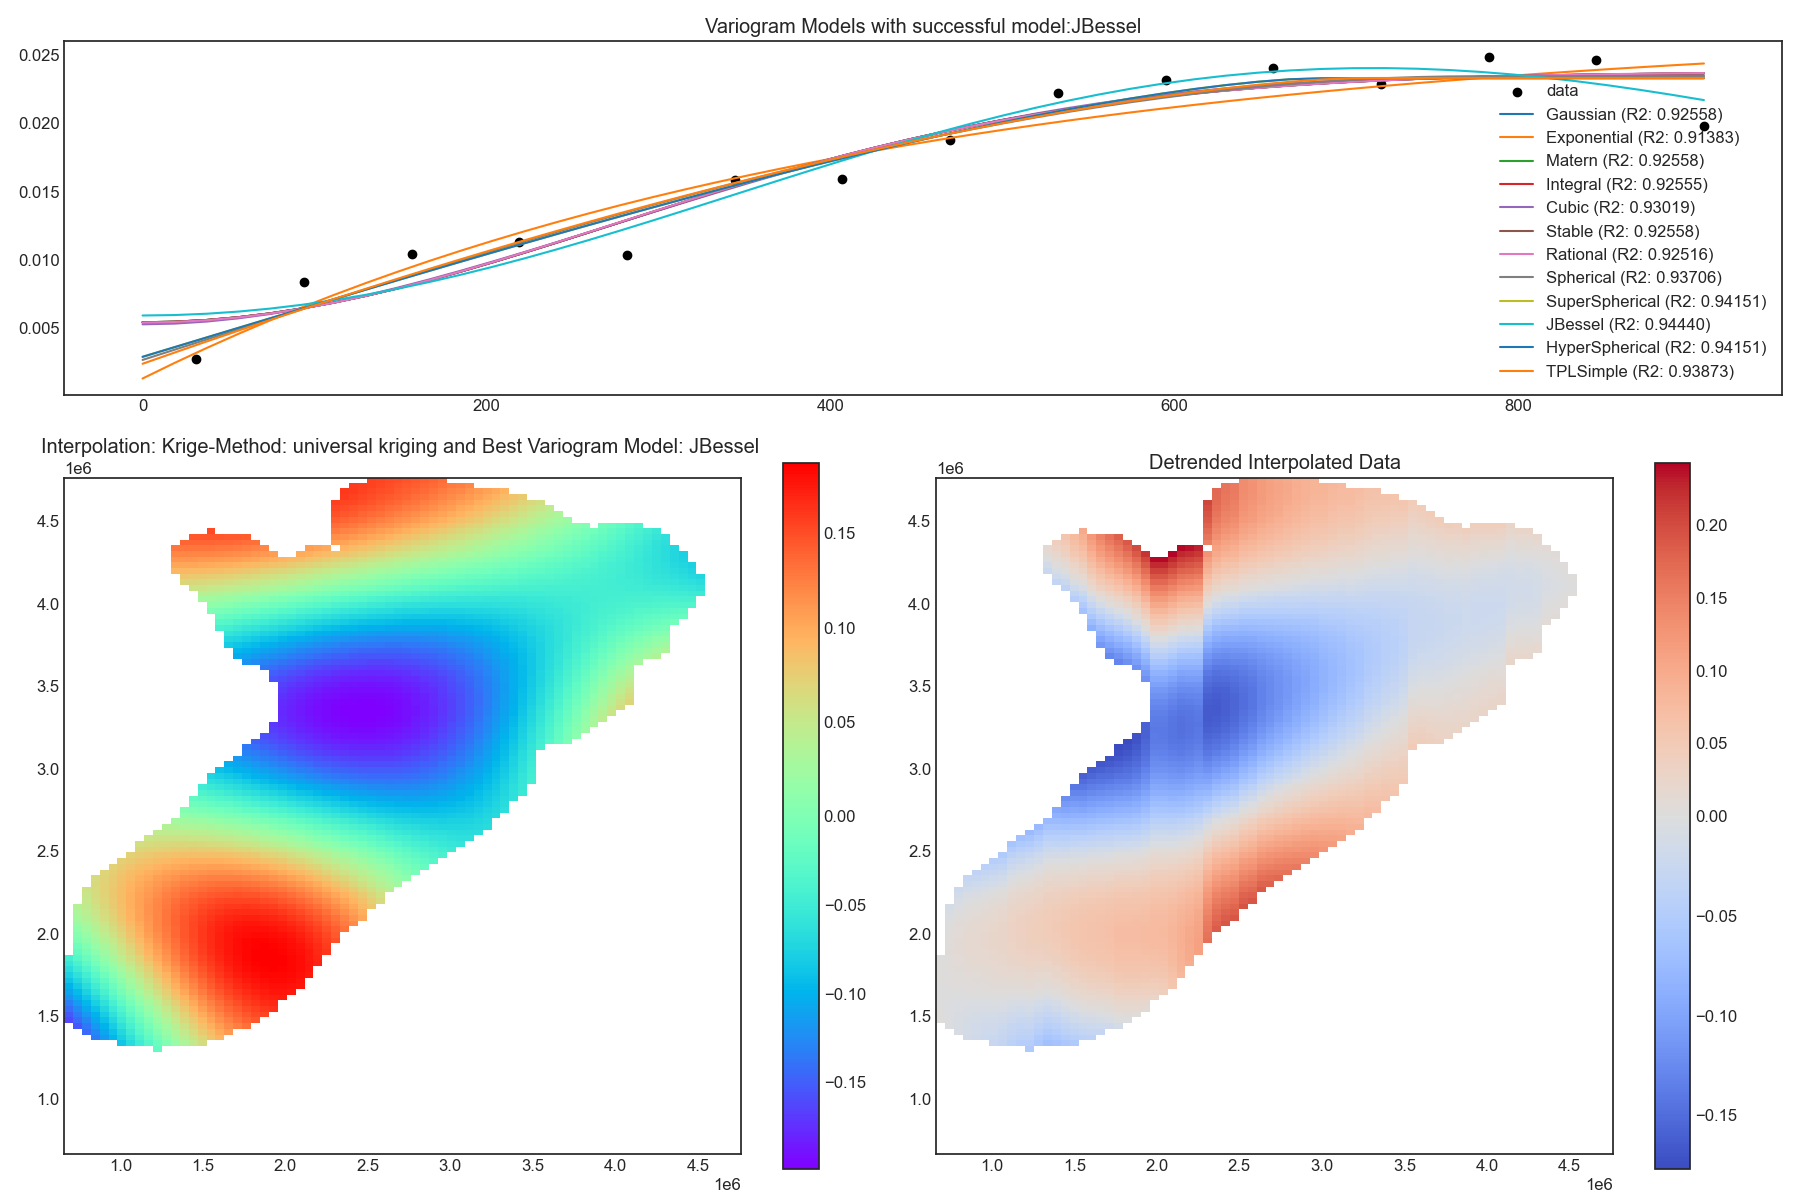 Variogram Models with successful model:JBessel
0.025
0.020
0.015
0.010
0.005
data
Gaussian (R2: 0.92558)
Exponential (R2: 0.91383)
Matern (R2: 0.92558)
Integral (R2: 0.92555)
Cubic (R2: 0.93019)
Stable (R2: 0.92558)
Rational (R2: 0.92516)
Spherical (R2: 0.93706)
SuperSpherical (R2: 0.94151)
JBessel (R2: 0.94440)
HyperSpherical (R2: 0.94151)
TPLSimple (R2: 0.93873)
0 200 400 600 800
Interpolation: Krige-Method: universal kriging and Best Variogram Model: JBessel
1e6
4.5
4.0
3.5
3.0
2.5
2.0
1.5
1.0
1.0 1.5 2.0 2.5 3.0 3.5 4.0 4.5
1e6
0.15
0.10
0.05
0.00
−0.05
−0.10
−0.15
Detrended Interpolated Data
1e6
4.5
4.0
3.5
3.0
2.5
2.0
1.5
1.0
1.0 1.5 2.0 2.5 3.0 3.5 4.0 4.5
1e6
0.20
0.15
0.10
0.05
0.00
−0.05
−0.10
−0.15